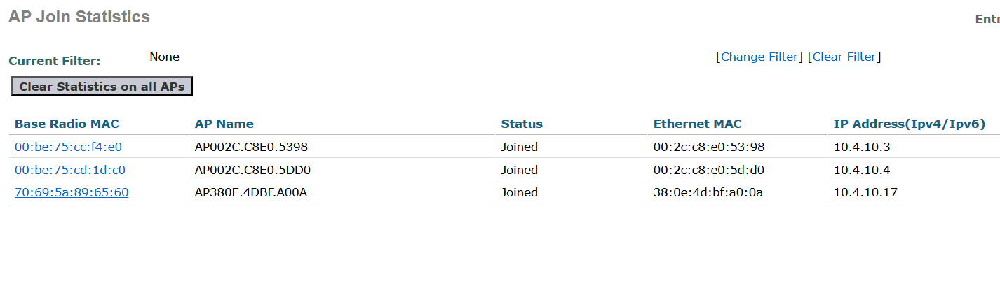 AP Join Statistics
Entr
Current Filter: None [Change Filter] [Clear Filter]
Clear Statistics on all APs
Base Radio MAC AP Name Status Ethernet MAC IP Address(Ipv4/Ipv6)
00:be:75:cc:f4:e0 AP002C.C8E0.5398 Joined 00:2c:c8:e0:53:98 10.4.10.3
00:be:75:cd:1d:c0 AP002C.C8E0.5DD0 Joined 00:2c:c8:e0:5d:d0 10.4.10.4
70:69:5a:89:65:60 AP380E.4DBF.A00A Joined 38:0e:4d:bf:a0:0a 10.4.10.17